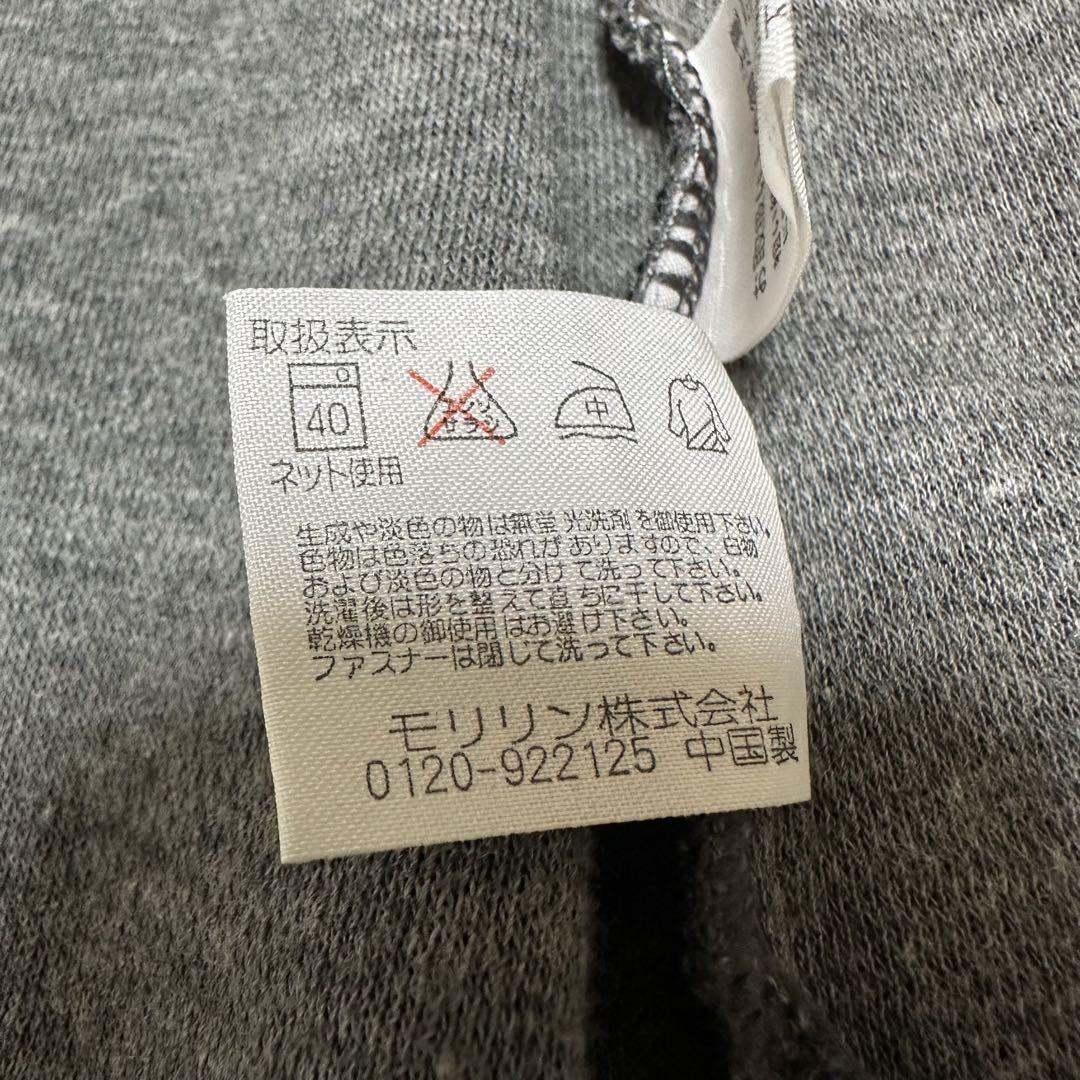 取扱表示
40
中
ネット使用
生成や淡色の物は無蛍光洗剤を御使用下さい。
色物は色落ちの恐れがありますので、白物
および淡色の物と分けて洗って下さい。
洗濯後は形を整えて直ちに干して下さい。
乾燥機の御使用はお避け下さい。
ファスナーは閉じて洗って下さい。
モリリン株式会社
0120-922125 中国製